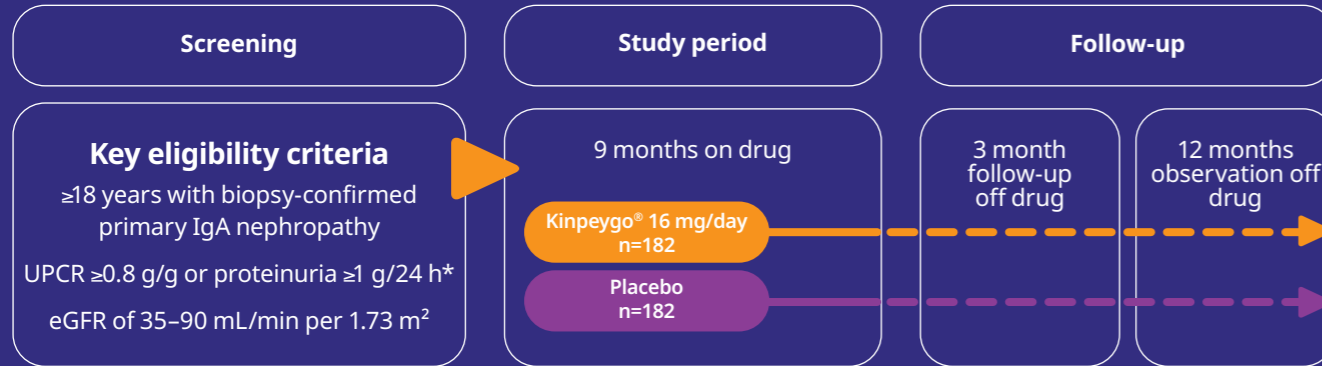 Screening
Study period
Follow-up
Key eligibility criteria
≥18 years with biopsy-confirmed
primary IgA nephropathy
UPCR ≥0.8 g/g or proteinuria ≥1 g/24 h*
eGFR of 35–90 mL/min per 1.73 m²
9 months on drug
Kinpeygo® 16 mg/day
n=182
Placebo
n=182
3 month
follow-up
off drug
12 months
observation off
drug